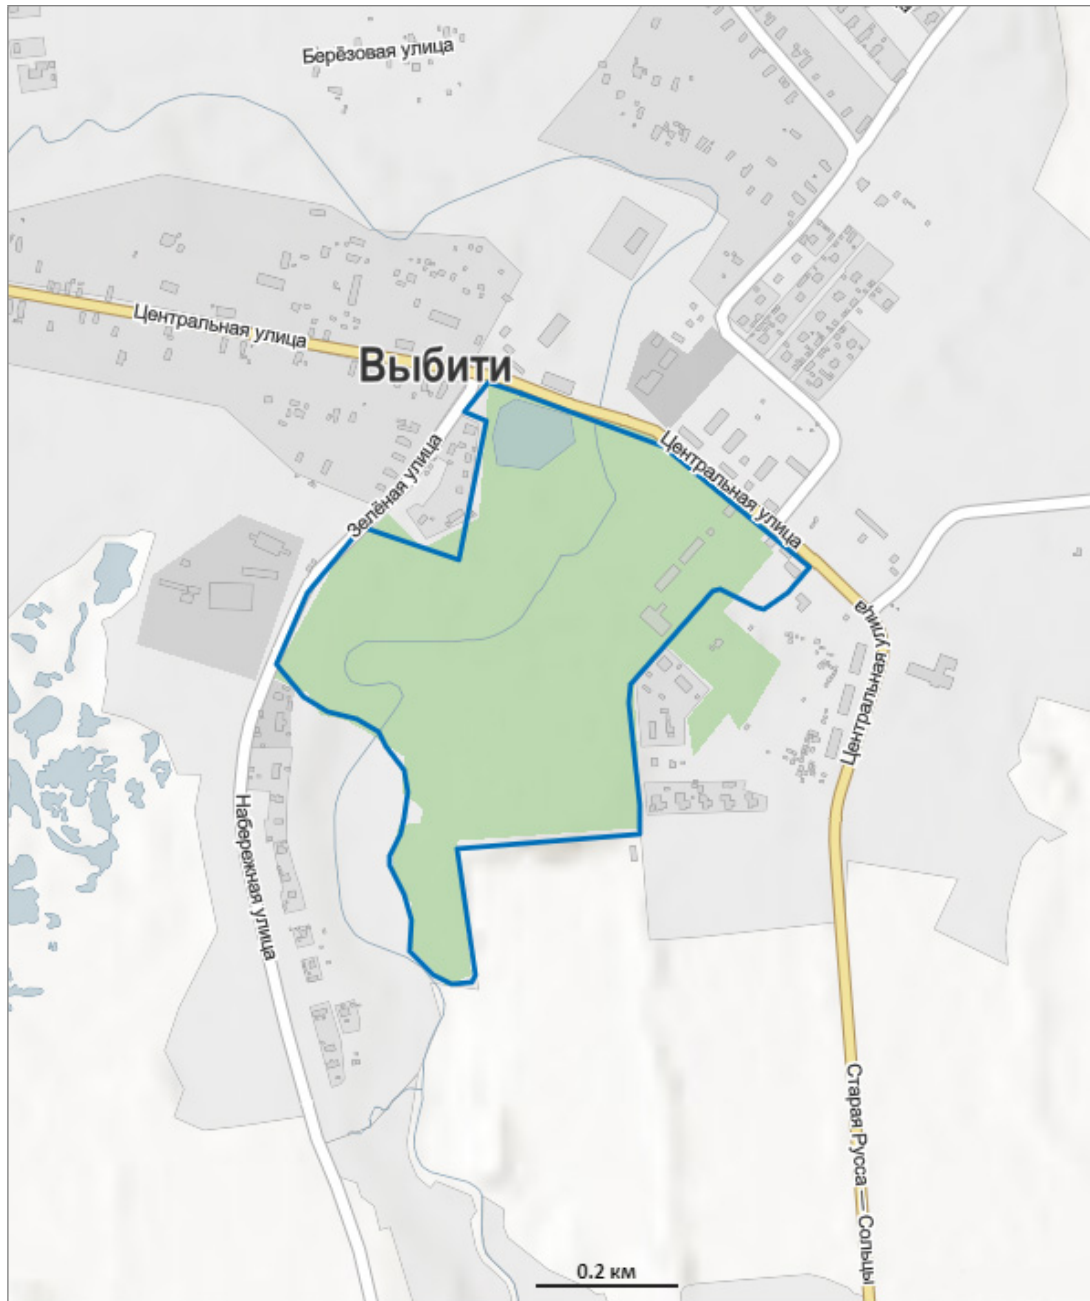 Берёзовая улица
Центральная улица
Выбити
Зелёная улица
Центральная улица
Центральная улица
Набережная улица
Старая Русса — Сольцы
0.2 км